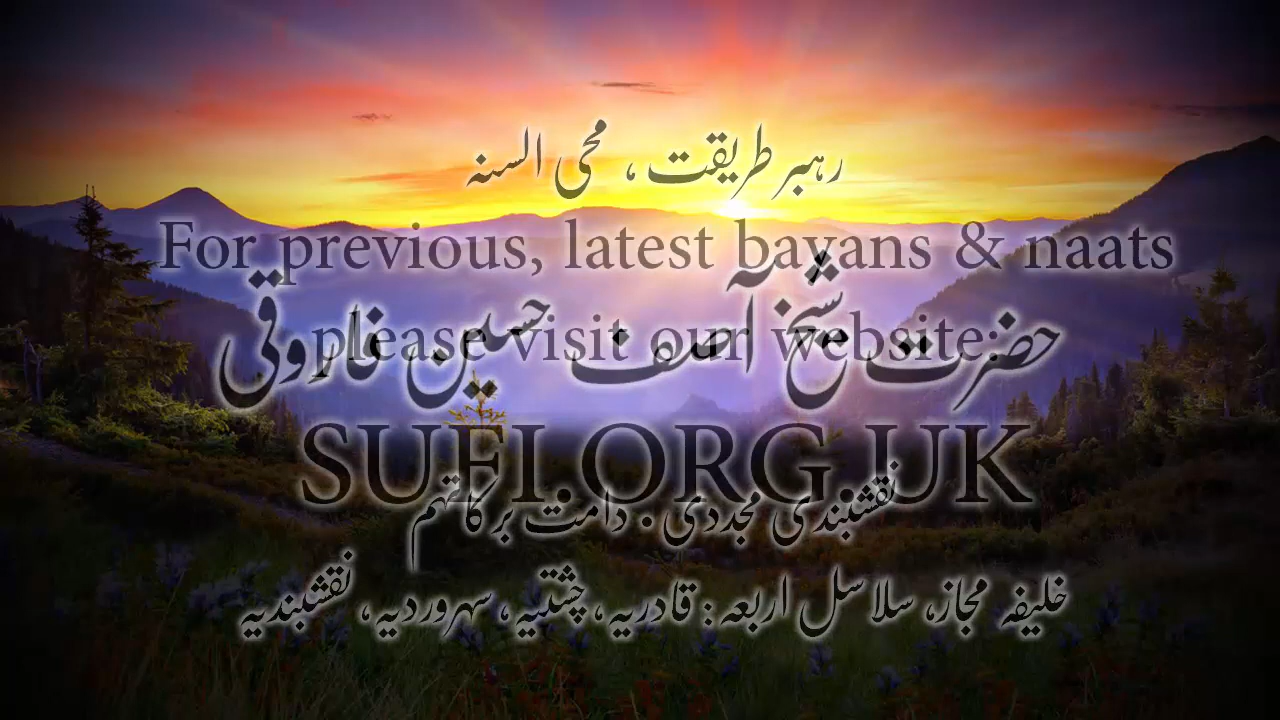 رہبر طریقت، محی السنہ
For previous, latest bayans & naats
حضرت شیخ آصف حسین فاروقی
please visit our website:
SUFI.ORG.UK
نقشبندی مجددی۔ دامت برکاتہم
خلیفہ مجاز، سلاسل اربعہ: قادریہ، چشتیہ، سہروردیہ، نقشبندیہ